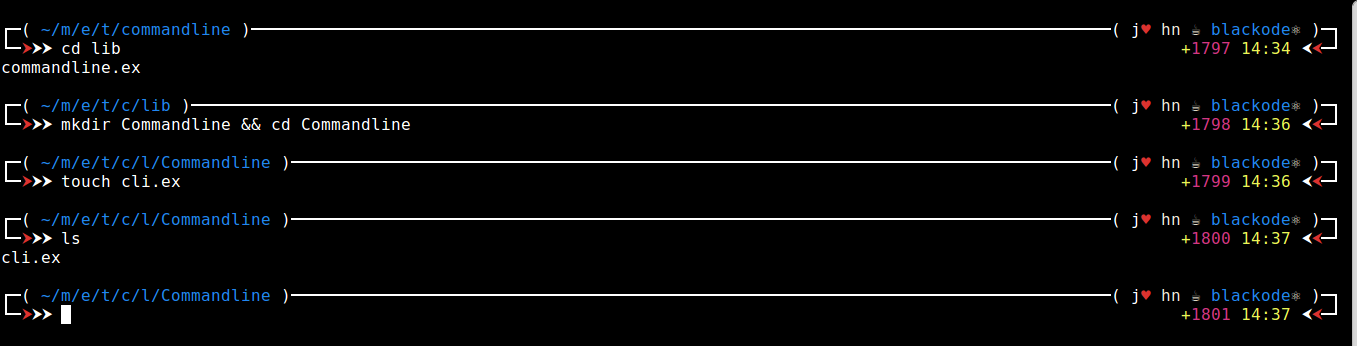 ( ~/m/e/t/commandline ) ( j♥ hn ☕ blackode⚛ )
➤➤➤ cd lib +1797 14:34 ⮜⮜
commandline.ex
( ~/m/e/t/c/lib ) ( j♥ hn ☕ blackode⚛ )
➤➤➤ mkdir Commandline && cd Commandline +1798 14:36 ⮜⮜
( ~/m/e/t/c/l/Commandline ) ( j♥ hn ☕ blackode⚛ )
➤➤➤ touch cli.ex +1799 14:36 ⮜⮜
( ~/m/e/t/c/l/Commandline ) ( j♥ hn ☕ blackode⚛ )
➤➤➤ ls +1800 14:37 ⮜⮜
cli.ex
( ~/m/e/t/c/l/Commandline ) ( j♥ hn ☕ blackode⚛ )
➤➤➤ +1801 14:37 ⮜⮜